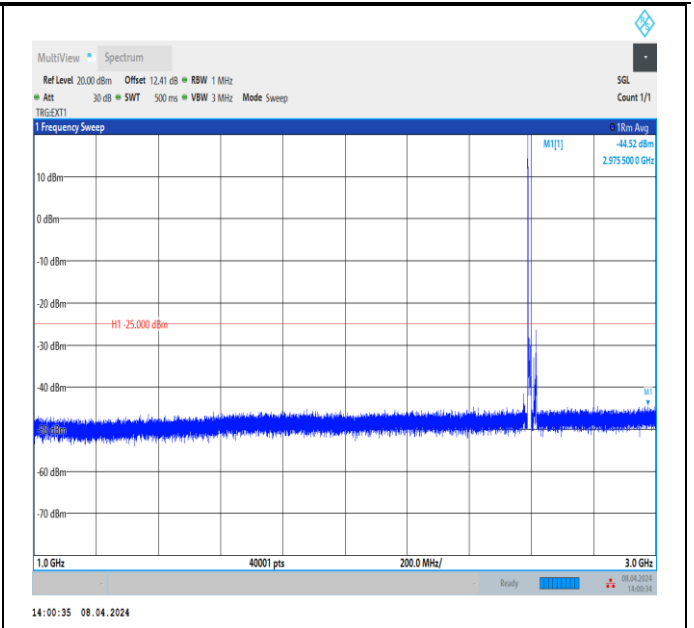 MultiView Spectrum
Ref Level 20.00 dBm Offset 12.41 dB RBW 1 MHz SGL
Att 30 dB SWT 500 ms VBW 3 MHz Mode Sweep Count 1/1
TRG:EXT1
1 Frequency Sweep 1Rm Avg
M1[1] -44.52 dBm
2.975 500 0 GHz
10 dBm
0 dBm
-10 dBm
-20 dBm
H1 -25.000 dBm
-30 dBm
-40 dBm
M1
-50 dBm
-60 dBm
-70 dBm
1.0 GHz 40001 pts 200.0 MHz/ 3.0 GHz
Ready 08.04.2024
14:00:34
14:00:35 08.04.2024